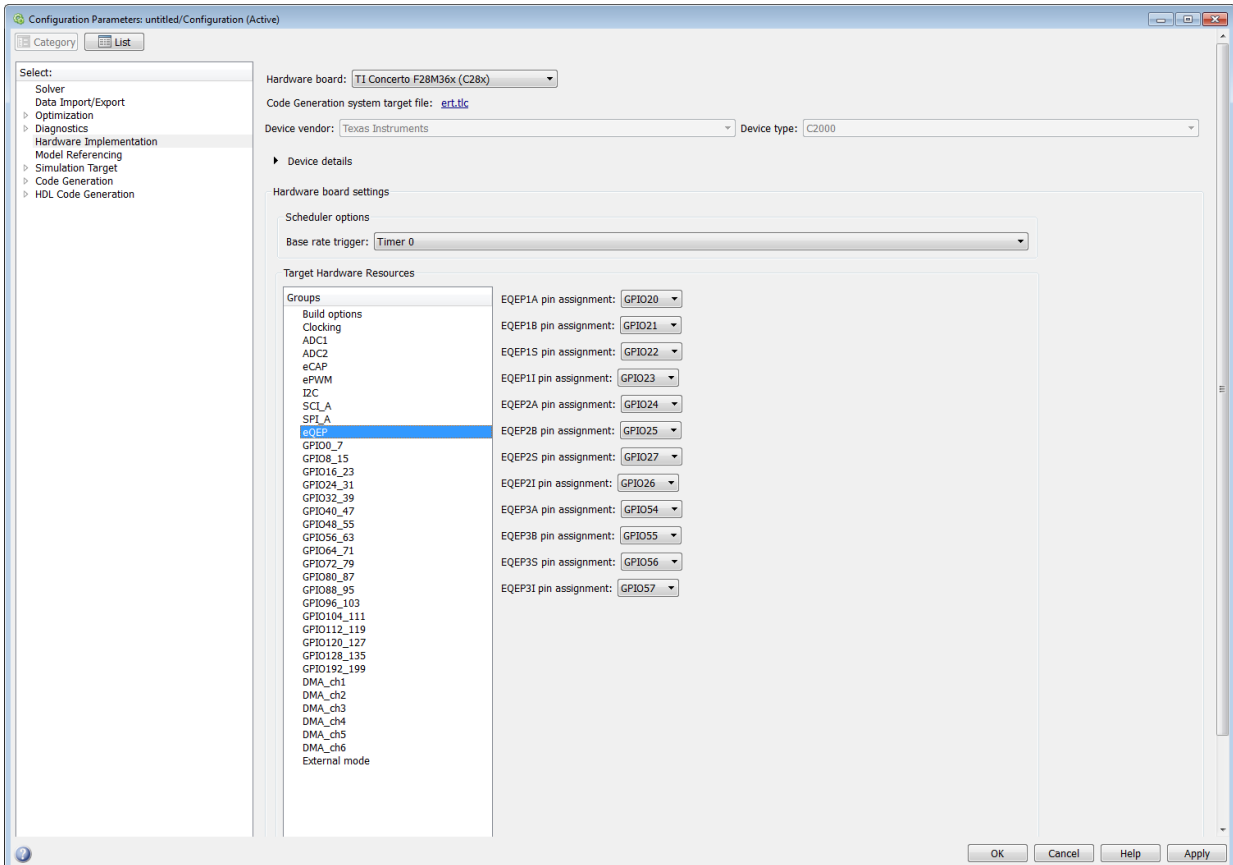 Configuration Parameters: untitled/Configuration (Active)
Category List
Select:
Solver
Data Import/Export
Optimization
Diagnostics
Hardware Implementation
Model Referencing
Simulation Target
Code Generation
HDL Code Generation
Hardware board: TI Concerto F28M36x (C28x)
Code Generation system target file: ert.tlc
Device vendor: Texas Instruments Device type: C2000
Device details
Hardware board settings
Scheduler options
Base rate trigger: Timer 0
Target Hardware Resources
Groups
Build options
Clocking
ADC1
ADC2
eCAP
ePWM
I2C
SCI_A
SPI_A
eQEP
GPIO0_7
GPIO8_15
GPIO16_23
GPIO24_31
GPIO32_39
GPIO40_47
GPIO48_55
GPIO56_63
GPIO64_71
GPIO72_79
GPIO80_87
GPIO88_95
GPIO96_103
GPIO104_111
GPIO112_119
GPIO120_127
GPIO128_135
GPIO192_199
DMA_ch1
DMA_ch2
DMA_ch3
DMA_ch4
DMA_ch5
DMA_ch6
External mode
EQEP1A pin assignment: GPIO20
EQEP1B pin assignment: GPIO21
EQEP1S pin assignment: GPIO22
EQEP1I pin assignment: GPIO23
EQEP2A pin assignment: GPIO24
EQEP2B pin assignment: GPIO25
EQEP2S pin assignment: GPIO27
EQEP2I pin assignment: GPIO26
EQEP3A pin assignment: GPIO54
EQEP3B pin assignment: GPIO55
EQEP3S pin assignment: GPIO56
EQEP3I pin assignment: GPIO57
OK Cancel Help Apply